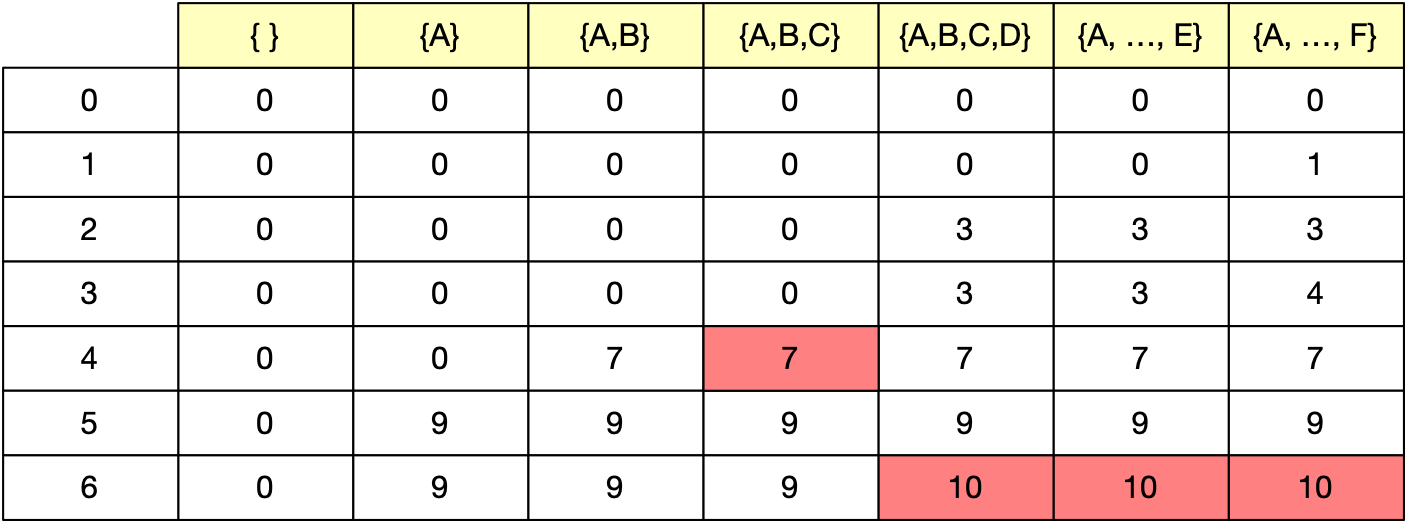 { } {A} {A,B} {A,B,C} {A,B,C,D} {A, …, E} {A, …, F}
0 0 0 0 0 0 0 0
1 0 0 0 0 0 0 1
2 0 0 0 0 3 3 3
3 0 0 0 0 3 3 4
4 0 0 7 7 7 7 7
5 0 9 9 9 9 9 9
6 0 9 9 9 10 10 10